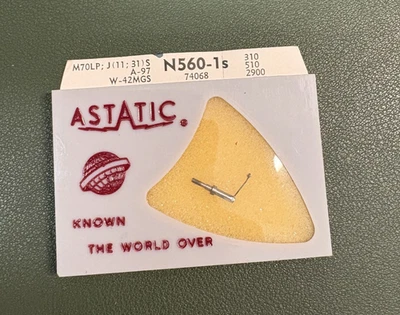 M70LP; J(11; 31)S
A-97
W-42MGS
N560-1s
74068
310
510
2900
ASTATIC®
KNOWN
THE WORLD OVER